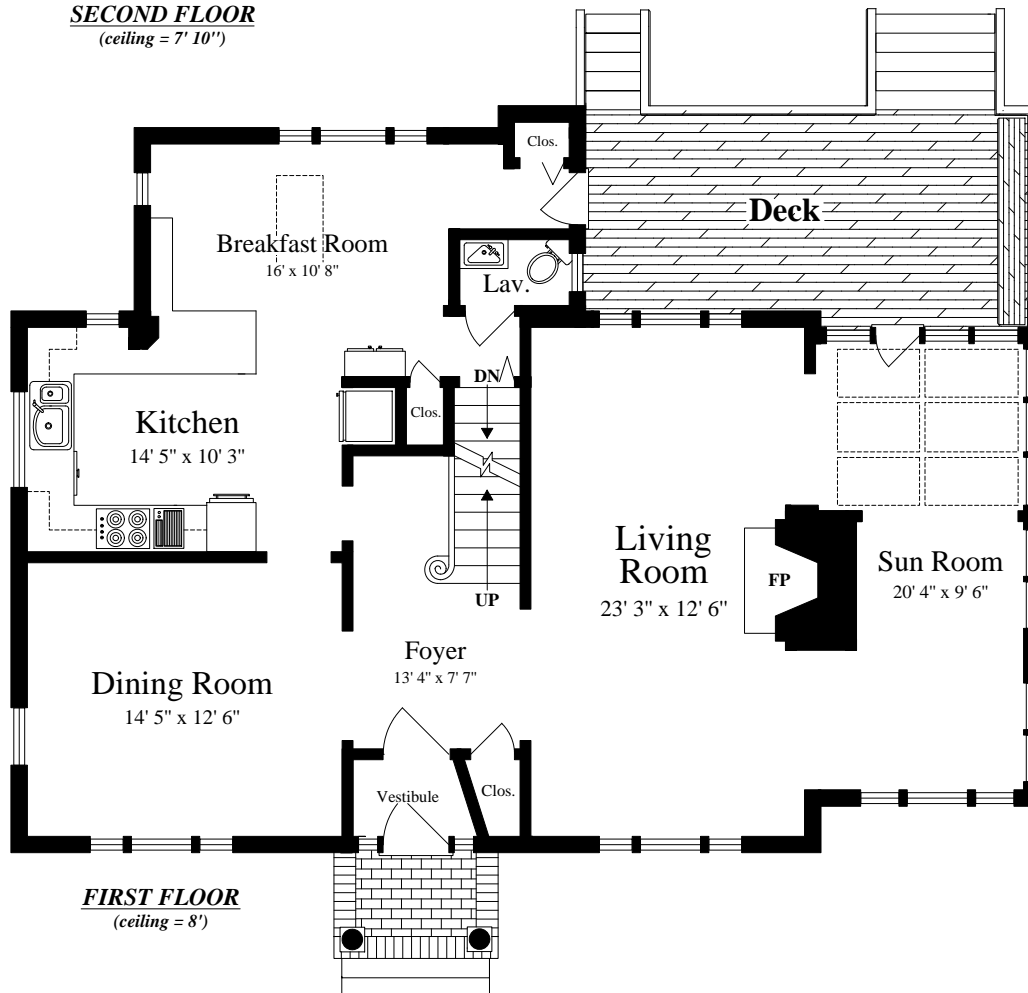 SECOND FLOOR
(ceiling = 7' 10")
Clos.
Deck
Breakfast Room
16' x 10' 8"
Lav.
DN
Clos.
Kitchen
14' 5" x 10' 3"
Living
Room
23' 3" x 12' 6"
FP
Sun Room
20' 4" x 9' 6"
UP
Foyer
13' 4" x 7' 7"
Dining Room
14' 5" x 12' 6"
Vestibule
Clos.
FIRST FLOOR
(ceiling = 8')